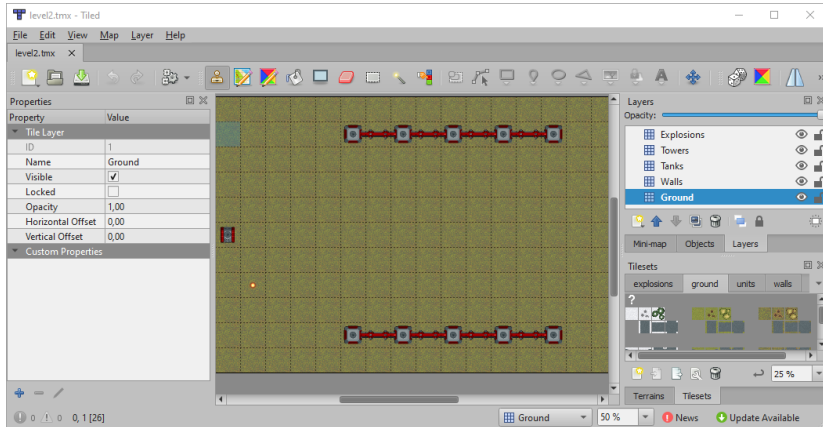 level2.tmx - Tiled
File Edit View Map Layer Help
level2.tmx
Properties
Property Value
Tile Layer
ID 1
Name Ground
Visible
Locked
Opacity 1,00
Horizontal Offset 0,00
Vertical Offset 0,00
Custom Properties
Layers
Opacity:
Explosions
Towers
Tanks
Walls
Ground
Mini-map Objects Layers
Tilesets
explosions ground units walls
?
25 %
Terrains Tilesets
0 0 0, 1 [26] Ground 50 % News Update Available